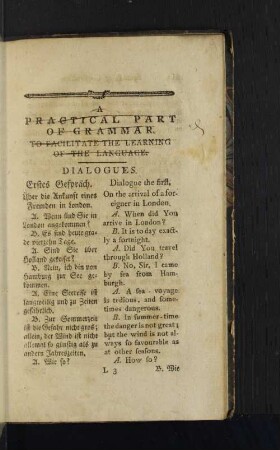 A
PRACTICAL PART
OF GRAMMAR.
TO FACILITATE THE LEARNING
OF THE LANGUAGE.
DIALOGUES.
Erstes Gespräch.
Über die Ankunft eines
Fremden in London.
A. Wenn sind Sie in
London angekommen?
B. Es sind heute gra-
de vierzehn Tage.
A. Sind Sie über
Holland gereiset?
B. Nein, ich bin von
Hamburg zur See ge-
kommen.
A. Eine Seereise ist
langweilig und zu Zeiten
gefährlich.
B. Zur Sommerzeit
ist die Gefahr nicht gros;
allein, der Wind ist nicht
allemal so günstig als zu
andern Jahreszeiten.
A. Wie so?
Dialogue the first,
On the arrival of a for-
eigner in London.
A. When did You
arrive in London?
B. It is to day exact-
ly a fortnight.
A. Did You travel
through Holland?
B. No, Sir, I came
by sea from Ham-
burgh.
A. A sea-voyage
is tedious, and some-
times dangerous.
B. In summer-time
the danger is not great;
but the wind is not al-
ways so favourable as
at other seasons.
A. How so?
L 3
B. Wie